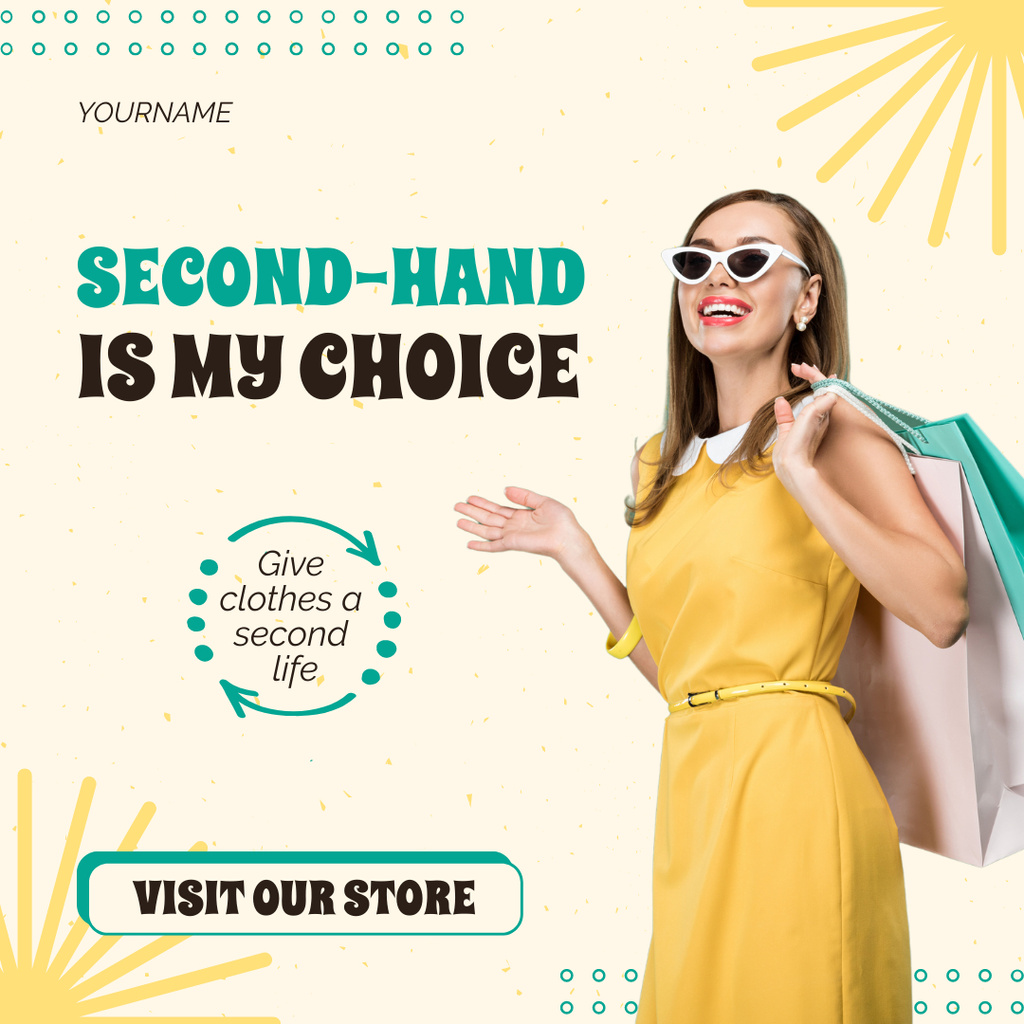 YOURNAME
SECOND-HAND
IS MY CHOICE
Give
clothes a
second
life
VISIT OUR STORE